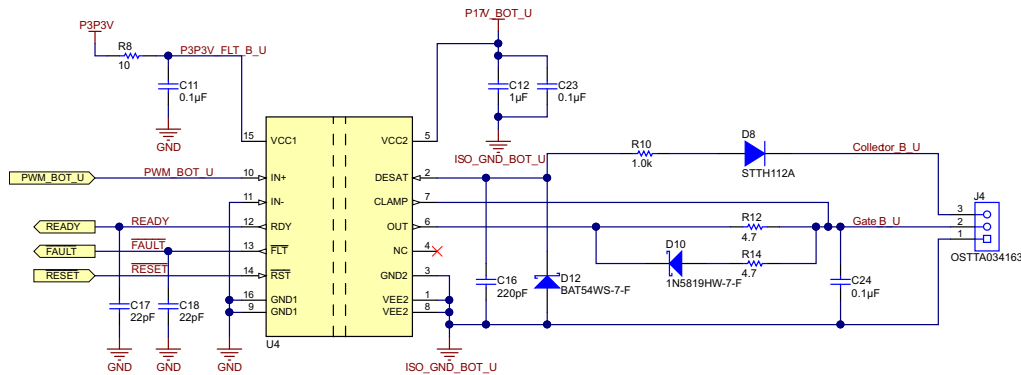 P17V_BOT_U
P3P3V
R8
10
P3P3V_FLT_B_U
C11
0.1µF
GND
C12
1µF
C23
0.1µF
ISO_GND_BOT_U
15 VCC1
VCC2 5
R10
1.0k
D8
STTH112A
Collector_B_U
PWM_BOT_U
PWM_BOT_U
10 IN+
DESAT 2
11 IN-
CLAMP 7
J4
READY
READY
12 RDY
OUT 6
R12
4.7
Gate B_U
3
2
1
OSTTA034163
FAULT
FAULT
13 FLT
NC 4
D10
1N5819HW-7-F
R14
4.7
RESET
RESET
14 RST
GND2 3
C16
220pF
D12
BAT54WS-7-F
C24
0.1µF
C17
22pF
C18
22pF
16 GND1
VEE2 1
9 GND1
VEE2 8
U4
GND
GND
GND
ISO_GND_BOT_U